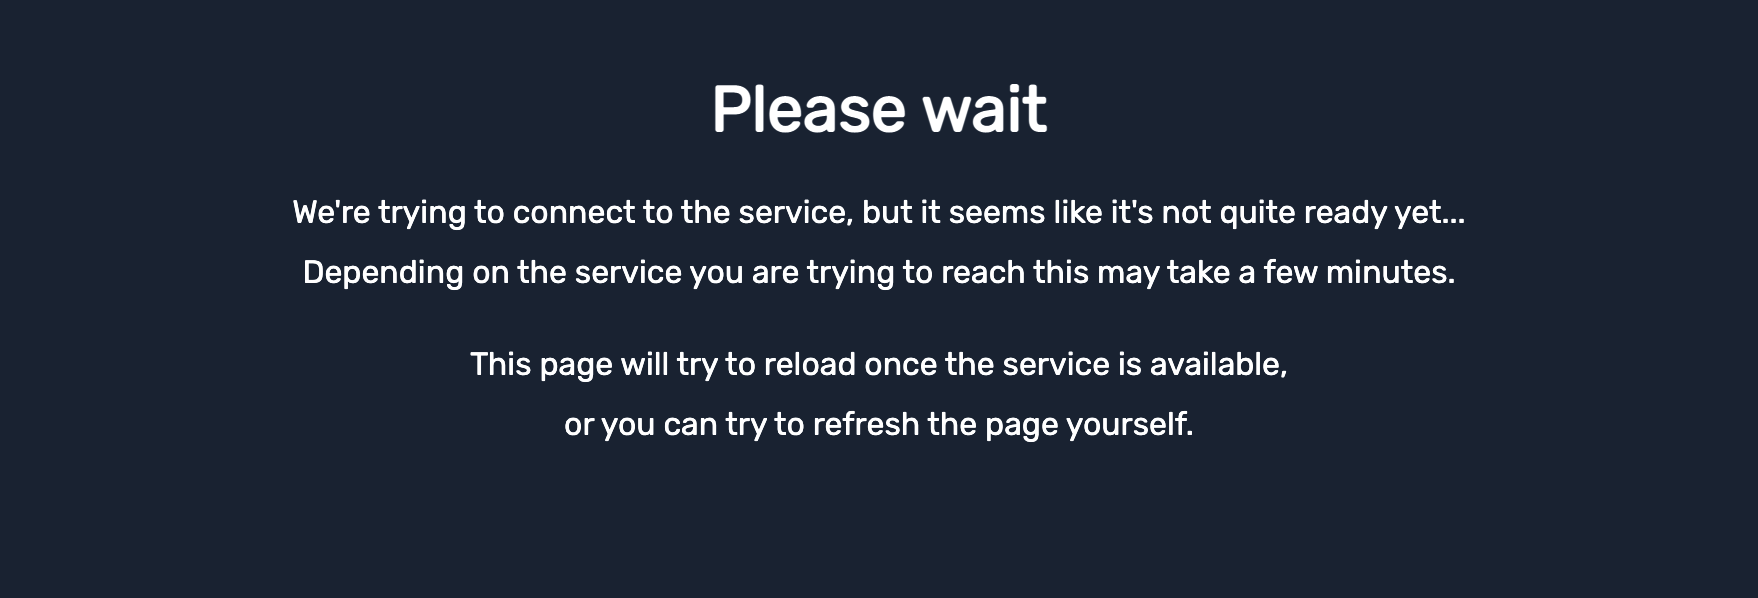 Please wait
We're trying to connect to the service, but it seems like it's not quite ready yet...
Depending on the service you are trying to reach this may take a few minutes.
This page will try to reload once the service is available,
or you can try to refresh the page yourself.